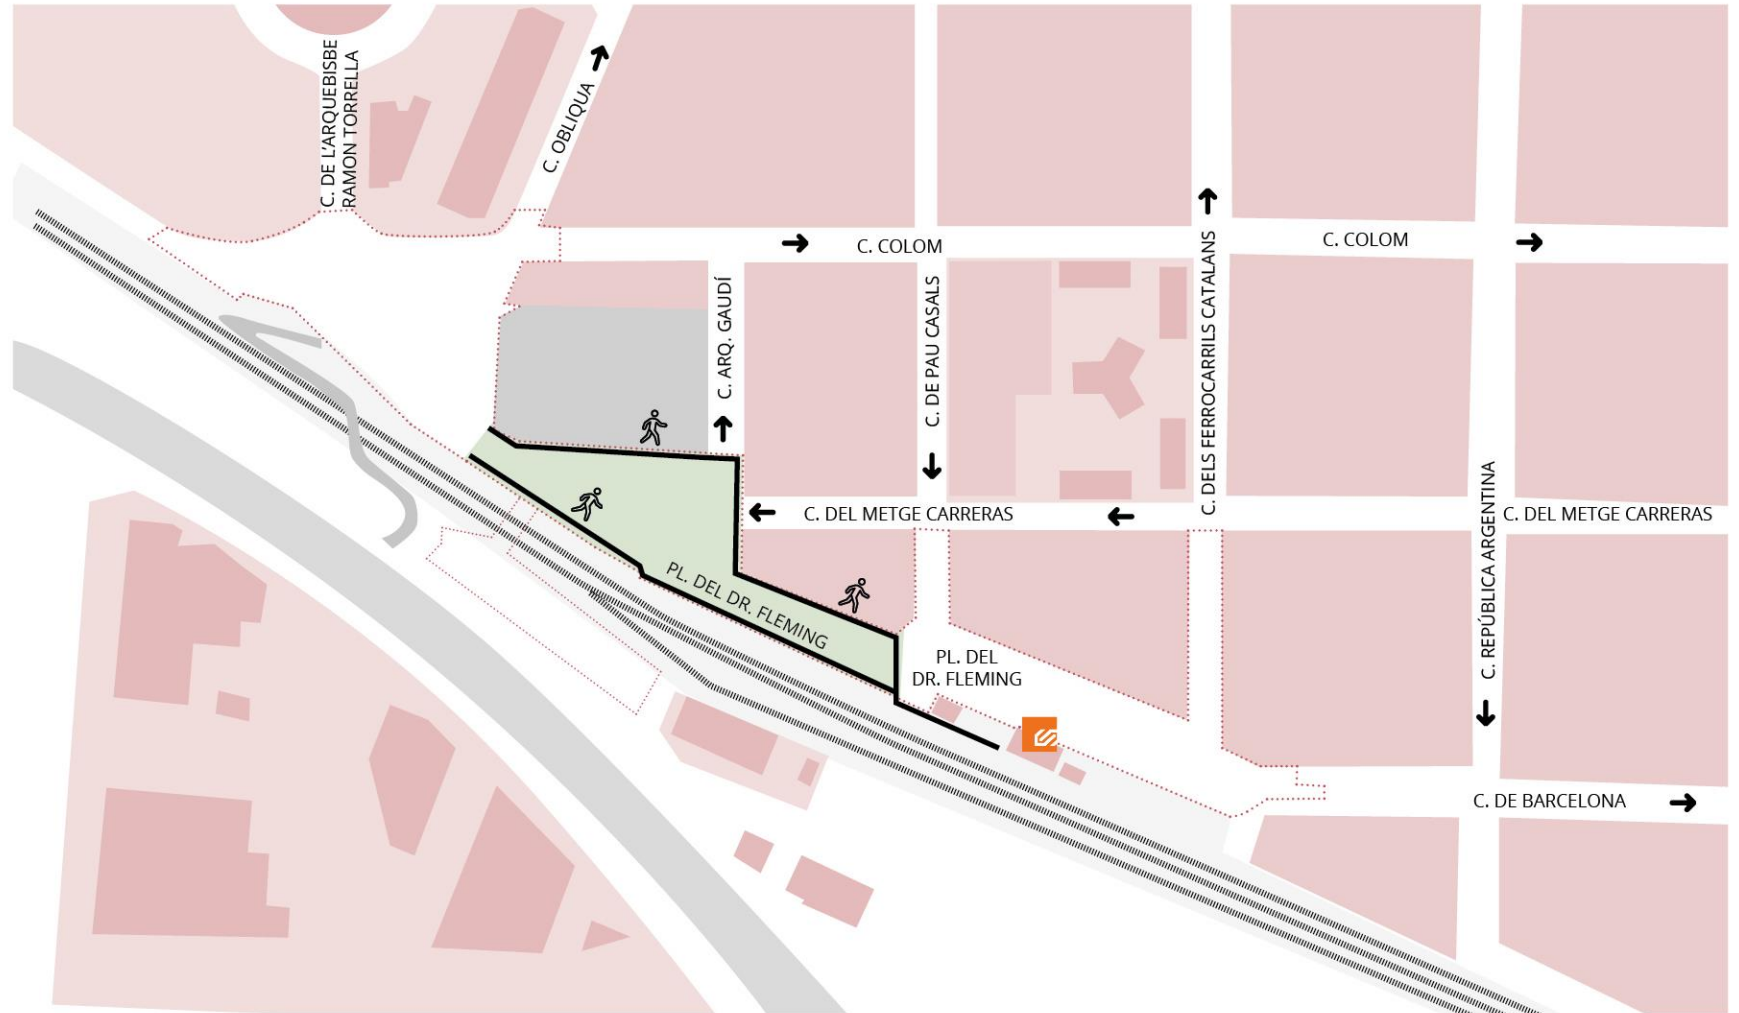 C. DE L'ARQUEBISBE
RAMON TORRELLA
C. OBLIQUA
C. COLOM
C. COLOM
C. ARQ. GAUDÍ
C. DE PAU CASALS
C. DELS FERROCARRILS CATALANS
C. REPÚBLICA ARGENTINA
C. DEL METGE CARRERAS
C. DEL METGE CARRERAS
PL. DEL DR. FLEMING
PL. DEL
DR. FLEMING
C. DE BARCELONA